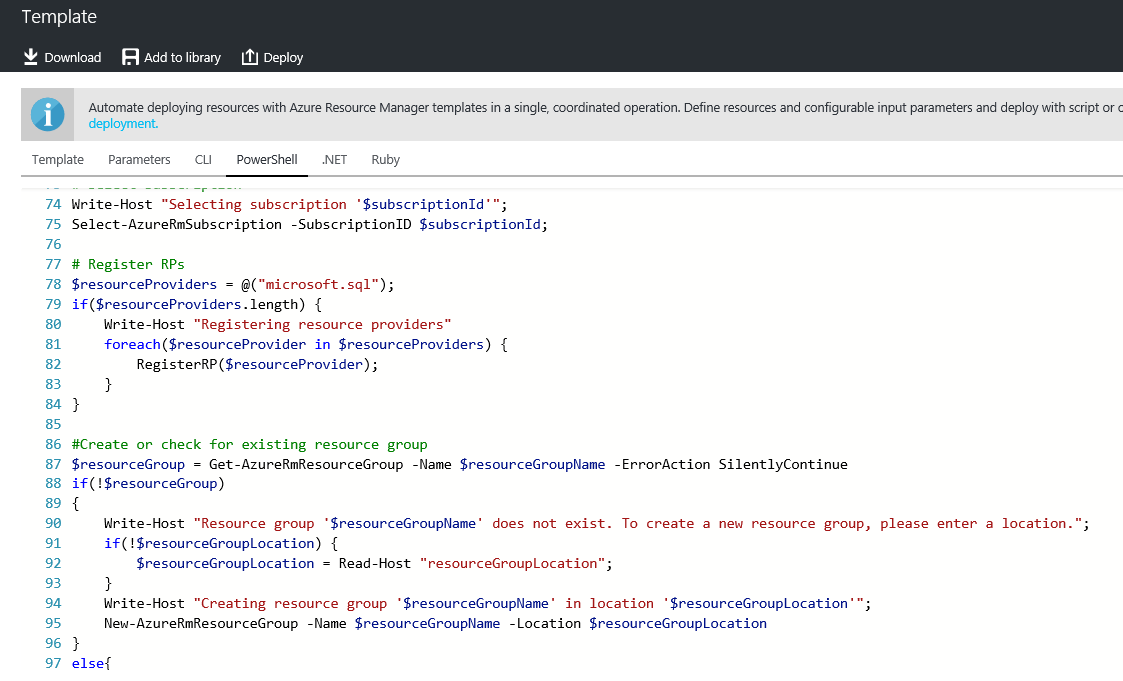 Template
Download Add to library Deploy
Automate deploying resources with Azure Resource Manager templates in a single, coordinated operation. Define resources and configurable input parameters and deploy with script or
deployment.
Template Parameters CLI PowerShell .NET Ruby
74 Write-Host "Selecting subscription '$subscriptionId'";
75 Select-AzureRmSubscription -SubscriptionID $subscriptionId;
76
77 # Register RPs
78 $resourceProviders = @("microsoft.sql");
79 if($resourceProviders.length) {
80 Write-Host "Registering resource providers"
81 foreach($resourceProvider in $resourceProviders) {
82 RegisterRP($resourceProvider);
83 }
84 }
85
86 #Create or check for existing resource group
87 $resourceGroup = Get-AzureRmResourceGroup -Name $resourceGroupName -ErrorAction SilentlyContinue
88 if(!$resourceGroup)
89 {
90 Write-Host "Resource group '$resourceGroupName' does not exist. To create a new resource group, please enter a location.";
91 if(!$resourceGroupLocation) {
92 $resourceGroupLocation = Read-Host "resourceGroupLocation";
93 }
94 Write-Host "Creating resource group '$resourceGroupName' in location '$resourceGroupLocation'";
95 New-AzureRmResourceGroup -Name $resourceGroupName -Location $resourceGroupLocation
96 }
97 else{